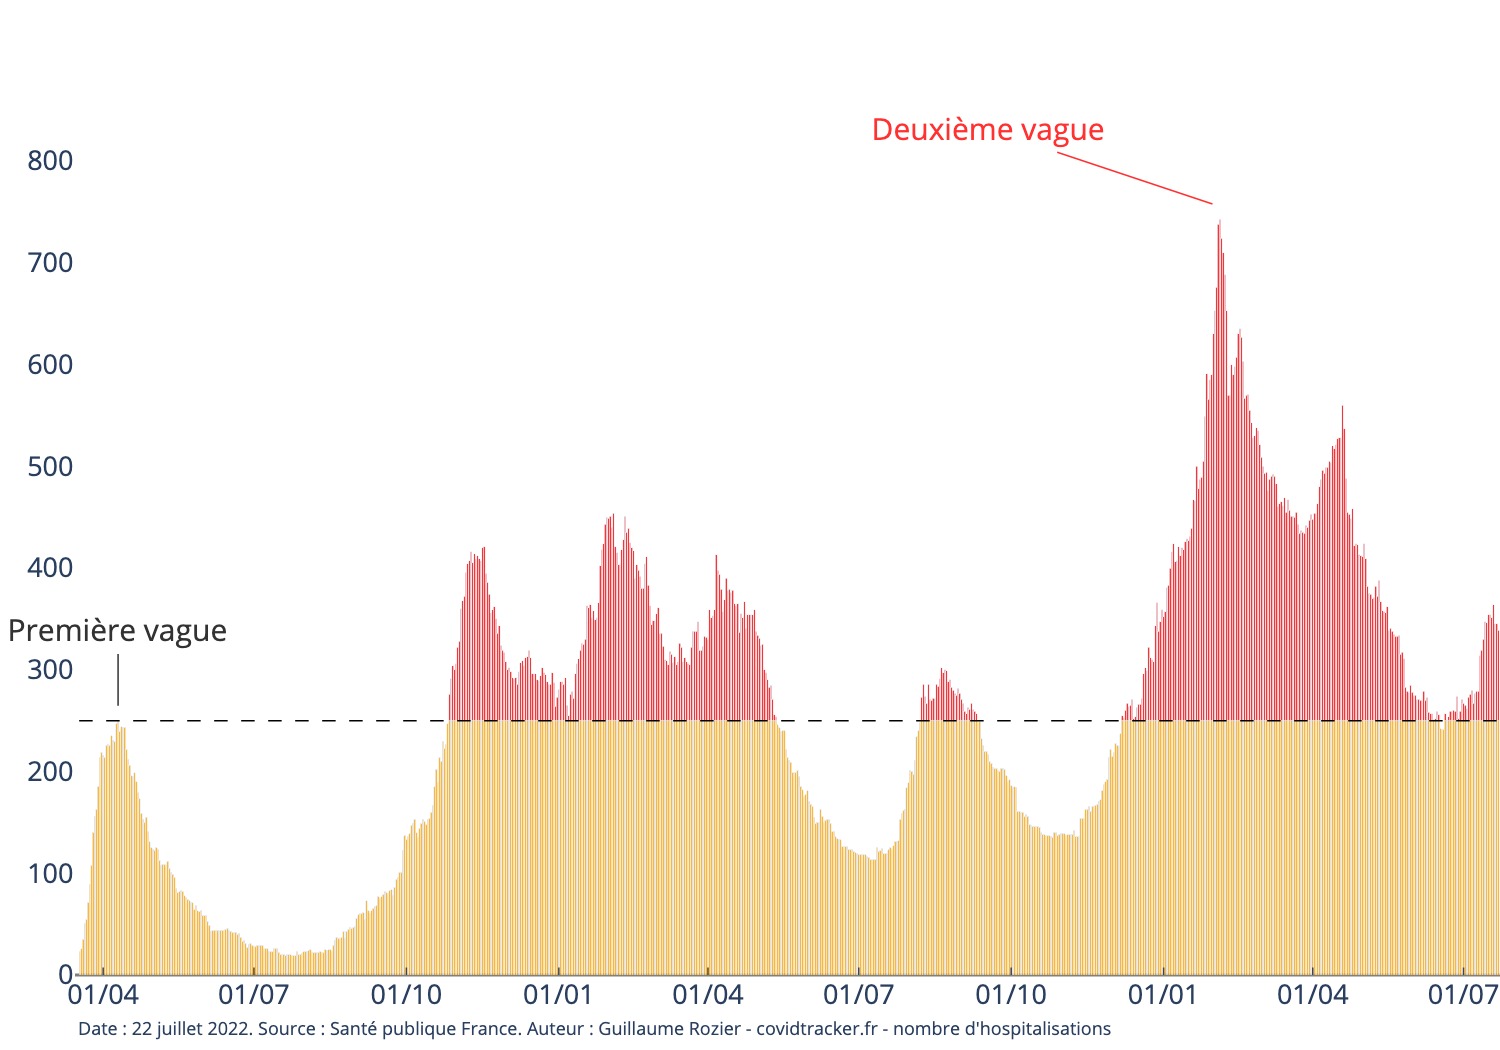 Deuxième vague
800
700
600
500
400
Première vague
300
200
100
0
01/04 01/07 01/10 01/01 01/04 01/07 01/10 01/01 01/04 01/07
Date : 22 juillet 2022. Source : Santé publique France. Auteur : Guillaume Rozier - covidtracker.fr - nombre d'hospitalisations